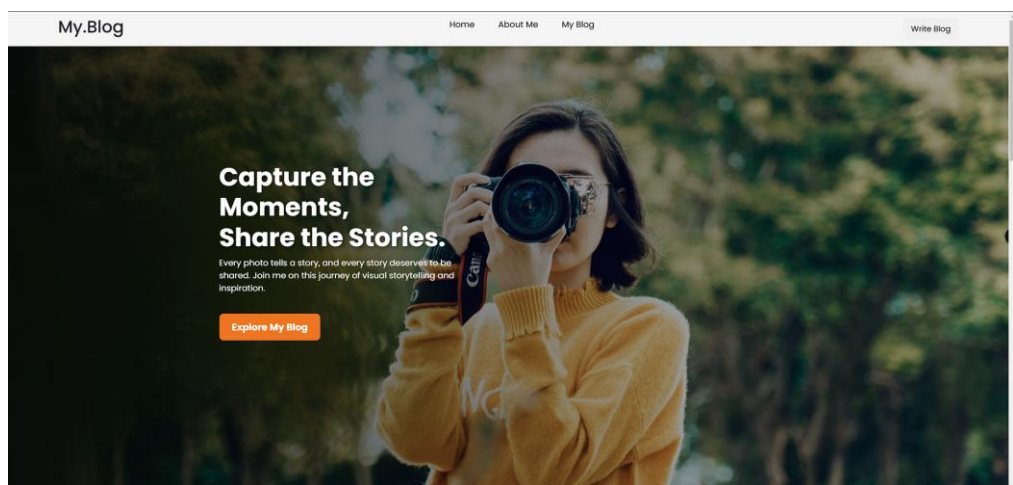 My.Blog
Home
About Me
My Blog
Write Blog
Capture the
Moments,
Share the Stories.
Every photo tells a story, and every story deserves to be
shared. Join me on this journey of visual storytelling and
inspiration.
Explore My Blog